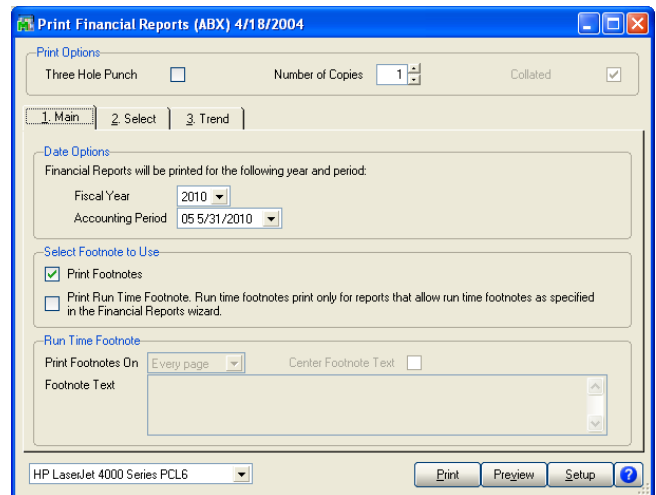 Print Financial Reports (ABX) 4/18/2004
Print Options
Three Hole Punch Number of Copies 1 Collated
1. Main 2. Select 3. Trend
Date Options
Financial Reports will be printed for the following year and period:
Fiscal Year 2010
Accounting Period 05 5/31/2010
Select Footnote to Use
Print Footnotes
Print Run Time Footnote. Run time footnotes print only for reports that allow run time footnotes as specified
in the Financial Reports wizard.
Run Time Footnote
Print Footnotes On Every page Center Footnote Text
Footnote Text
HP LaserJet 4000 Series PCL6 Print Preview Setup ?